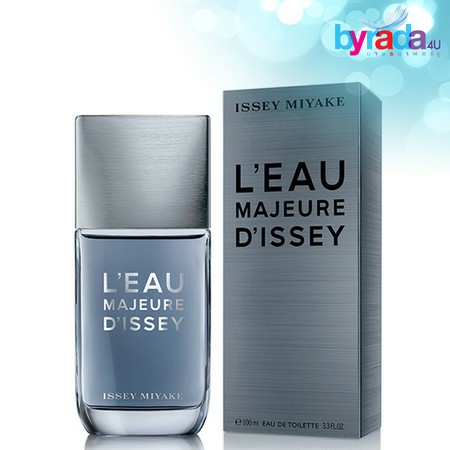 byrada4U
ISSEY MIYAKE
L'EAU
MAJEURE
D'ISSEY
L'EAU
MAJEURE
D'ISSEY
ISSEY MIYAKE
e 100 ml EAU DE TOILETTE 3.3 FL.OZ.